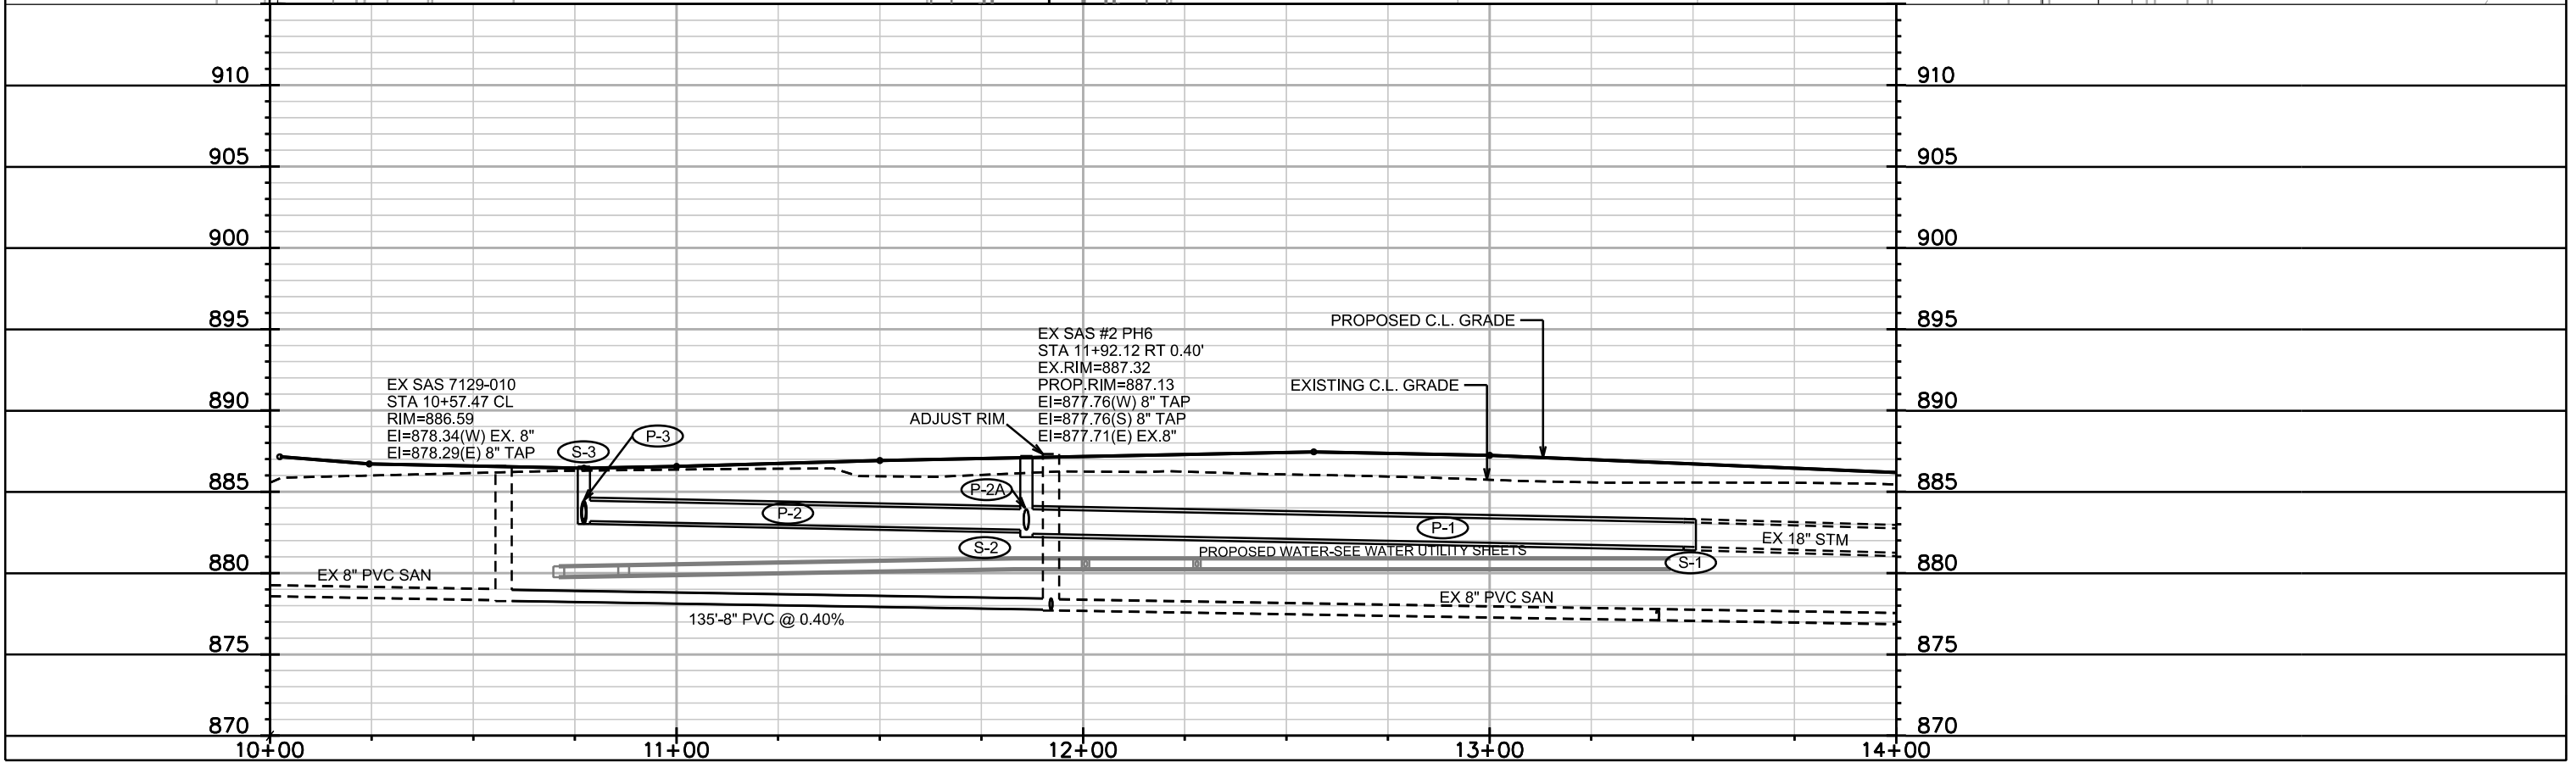 910
910
905
905
900
900
895
895
EX SAS #2 PH6
STA 11+92.12 RT 0.40'
EX.RIM=887.32
PROP.RIM=887.13
EI=877.76(W) 8" TAP
EI=877.76(S) 8" TAP
EI=877.71(E) EX.8"
PROPOSED C.L. GRADE
EXISTING C.L. GRADE
EX SAS 7129-010
STA 10+57.47 CL
RIM=886.59
EI=878.34(W) EX. 8"
EI=878.29(E) 8" TAP
890
890
ADJUST RIM
P-3
S-3
885
885
P-2A
P-2
P-1
EX 18" STM
S-2
PROPOSED WATER-SEE WATER UTILITY SHEETS
S-1
880
880
EX 8" PVC SAN
EX 8" PVC SAN
135'-8" PVC @ 0.40%
875
875
870
870
10+00
11+00
12+00
13+00
14+00